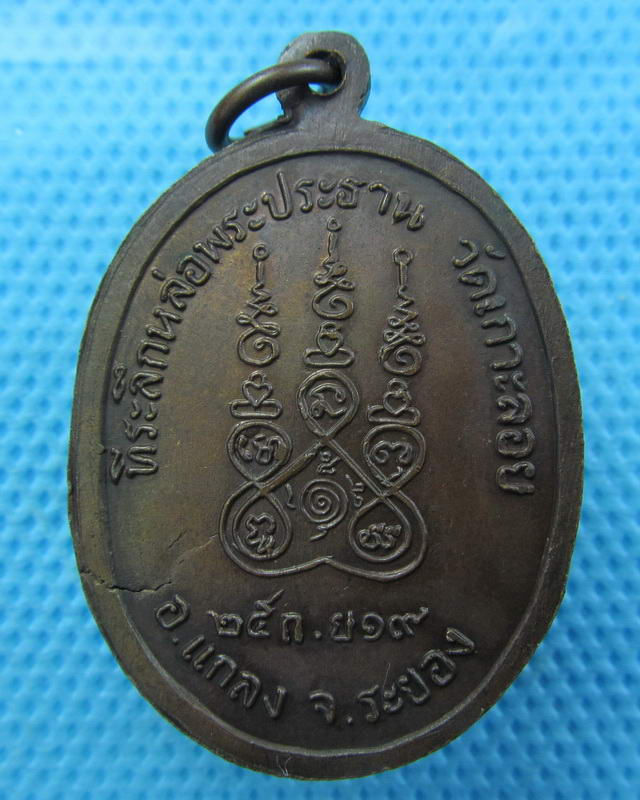 ที่ระลึกหล่อพระประธาน วัดเกาะลอย
๒๕ ก.ย ๑๙
อ.แกลง จ.ระยอง